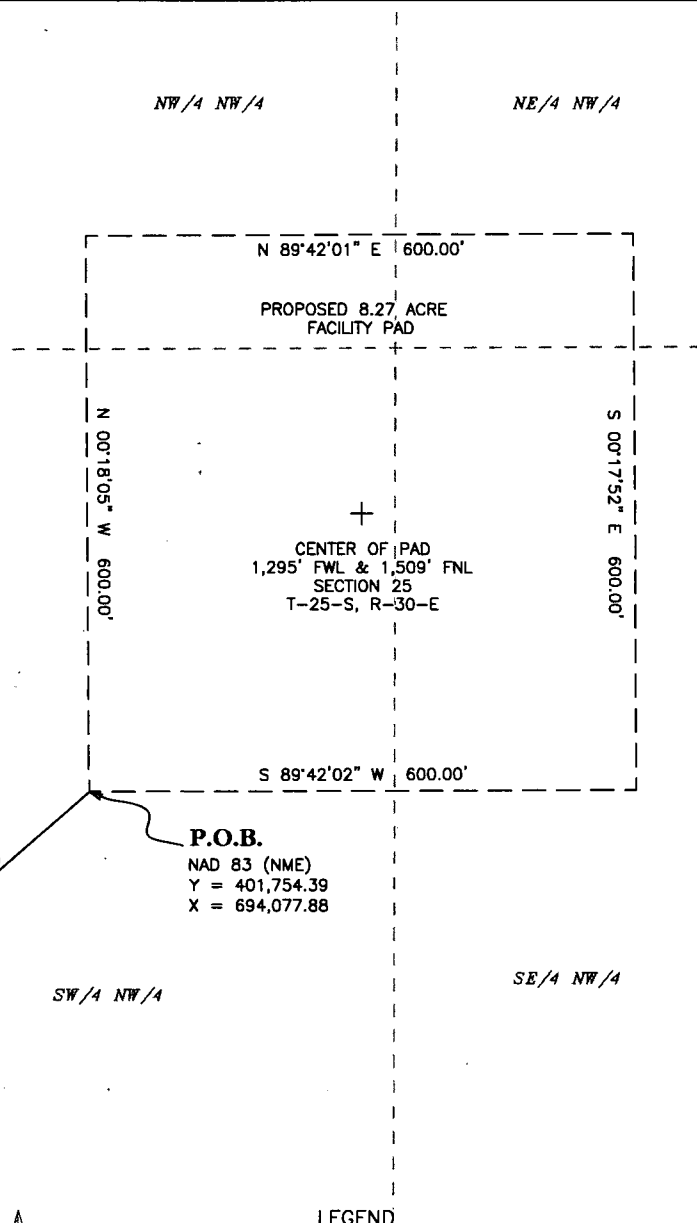 NW/4 NW/4
NE/4 NW/4
N 89°42'01" E 600.00'
PROPOSED 8.27 ACRE
FACILITY PAD
N 00°18'05" W 600.00'
S 00°17'52" E 600.00'
CENTER OF PAD
1,295' FWL & 1,509' FNL
SECTION 25
T-25-S, R-30-E
S 89°42'02" W 600.00'
P.O.B.
NAD 83 (NME)
Y = 401,754.39
X = 694,077.88
SW/4 NW/4
SE/4 NW/4
LEGEND